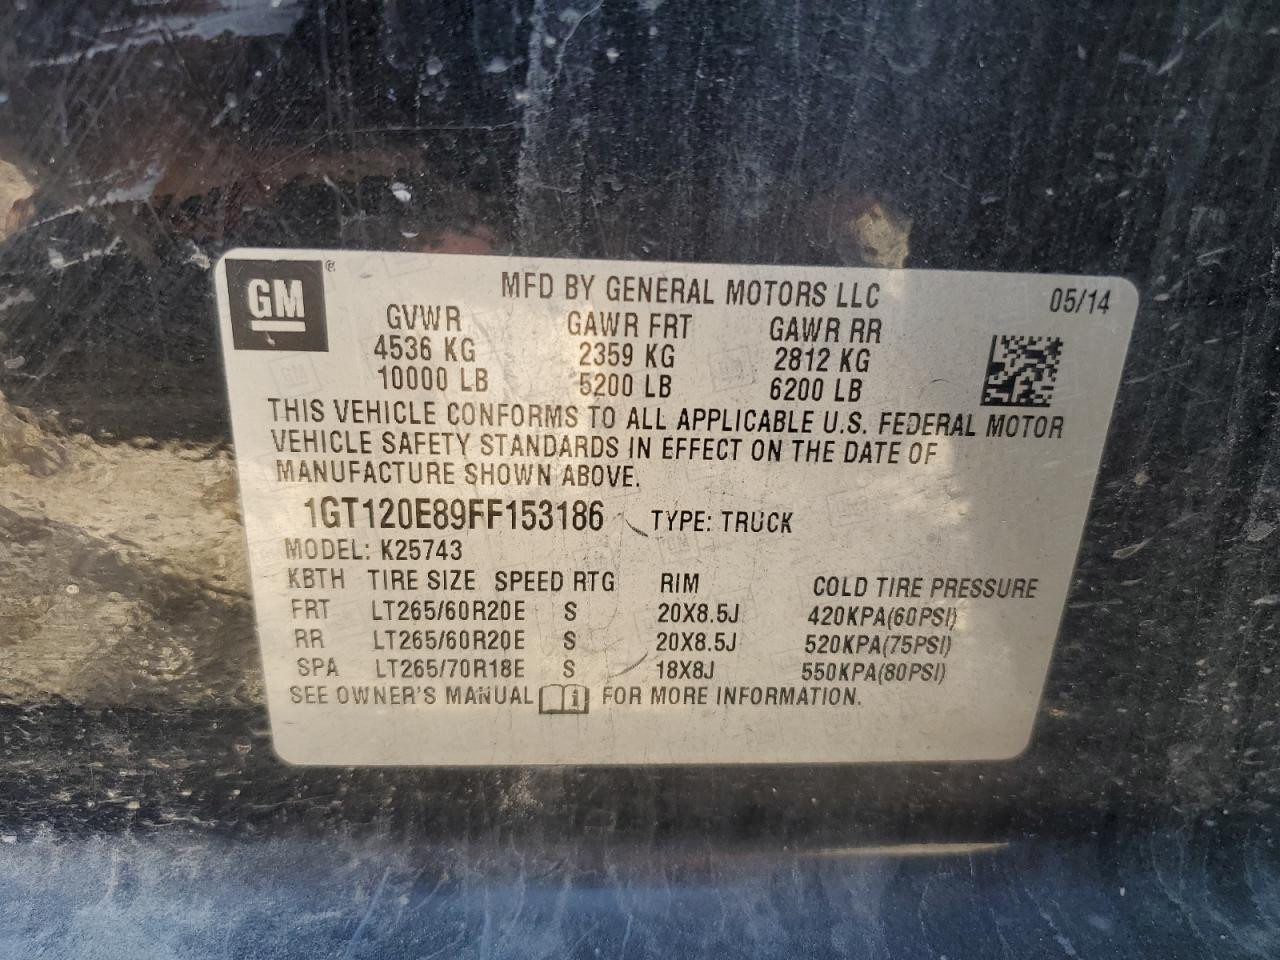 GM ®
MFD BY GENERAL MOTORS LLC 05/14
GVWR GAWR FRT GAWR RR
4536 KG 2359 KG 2812 KG
10000 LB 5200 LB 6200 LB
THIS VEHICLE CONFORMS TO ALL APPLICABLE U.S. FEDERAL MOTOR
VEHICLE SAFETY STANDARDS IN EFFECT ON THE DATE OF
MANUFACTURE SHOWN ABOVE.
1GT120E89FF153186 TYPE: TRUCK
MODEL: K25743
KBTH TIRE SIZE SPEED RTG RIM COLD TIRE PRESSURE
FRT LT265/60R20E S 20X8.5J 420KPA(60PSI)
RR LT265/60R20E S 20X8.5J 520KPA(75PSI)
SPA LT265/70R18E S 18X8J 550KPA(80PSI)
SEE OWNER'S MANUAL i FOR MORE INFORMATION.